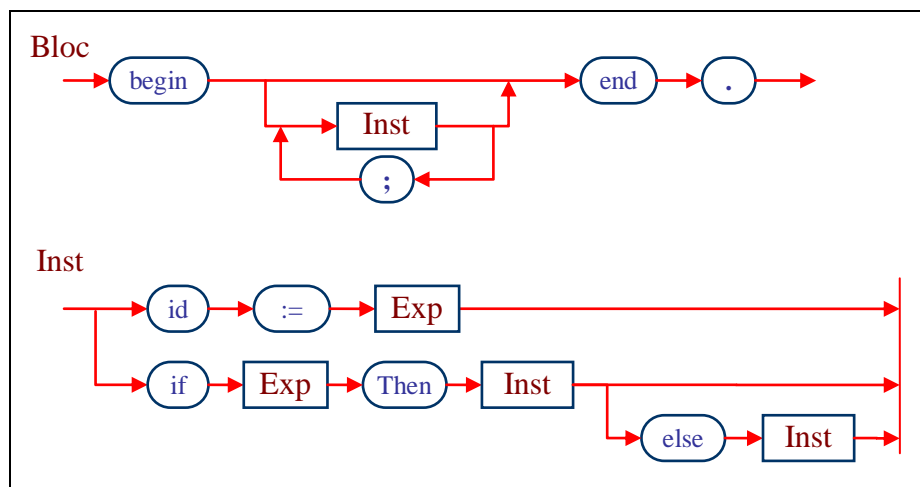 Bloc
begin end .
Inst
;
Inst
id := Exp
if Exp Then Inst
else Inst